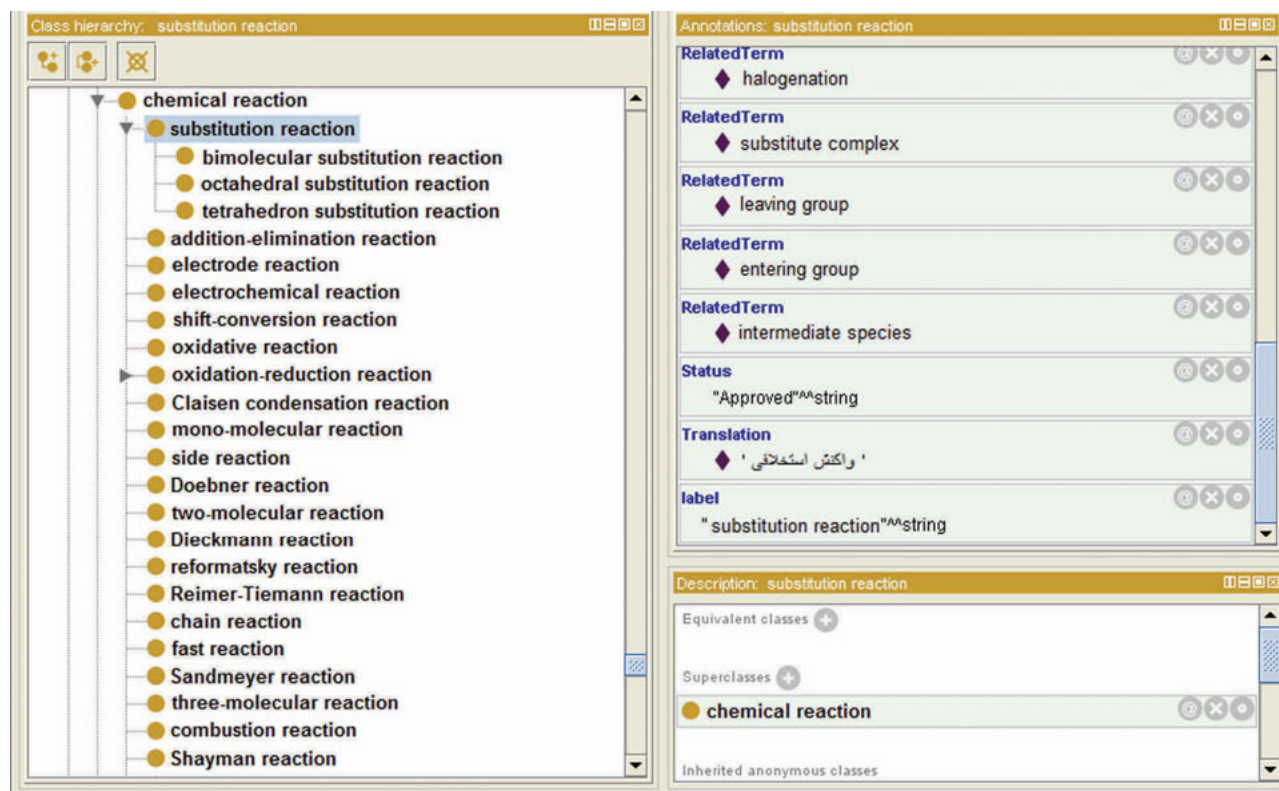 Class hierarchy: substitution reaction
chemical reaction
substitution reaction
bimolecular substitution reaction
octahedral substitution reaction
tetrahedron substitution reaction
addition-elimination reaction
electrode reaction
electrochemical reaction
shift-conversion reaction
oxidative reaction
oxidation-reduction reaction
Claisen condensation reaction
mono-molecular reaction
side reaction
Doebner reaction
two-molecular reaction
Dieckmann reaction
reformatsky reaction
Reimer-Tiemann reaction
chain reaction
fast reaction
Sandmeyer reaction
three-molecular reaction
combustion reaction
Shayman reaction
Annotations: substitution reaction
RelatedTerm
halogenation
RelatedTerm
substitute complex
RelatedTerm
leaving group
RelatedTerm
entering group
RelatedTerm
intermediate species
Status
"Approved"^^string
Translation
' واکنش استخلافی '
label
" substitution reaction"^^string
Description: substitution reaction
Equivalent classes
Superclasses
chemical reaction
Inherited anonymous classes